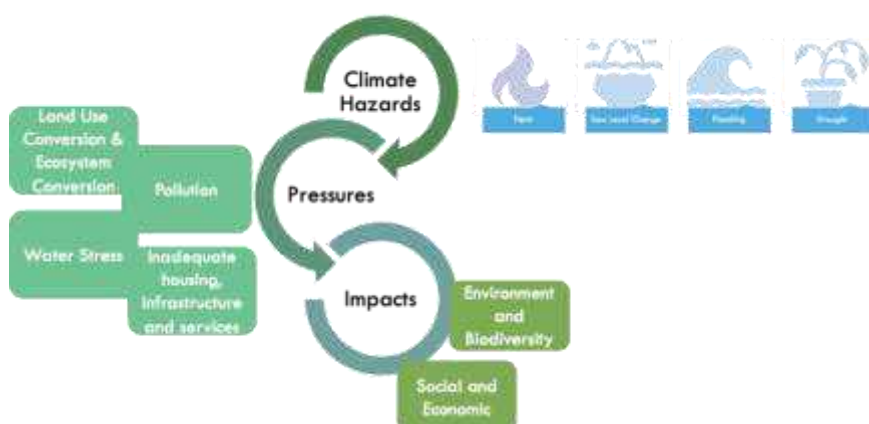 Climate
Hazards
Heat
Sea Level Change
Flooding
Drought
Land Use
Conversion &
Ecosystem
Conversion
Pollution
Pressures
Water Stress
Inadequate
housing,
infrastructure
and services
Impacts
Environment
and
Biodiversity
Social and
Economic